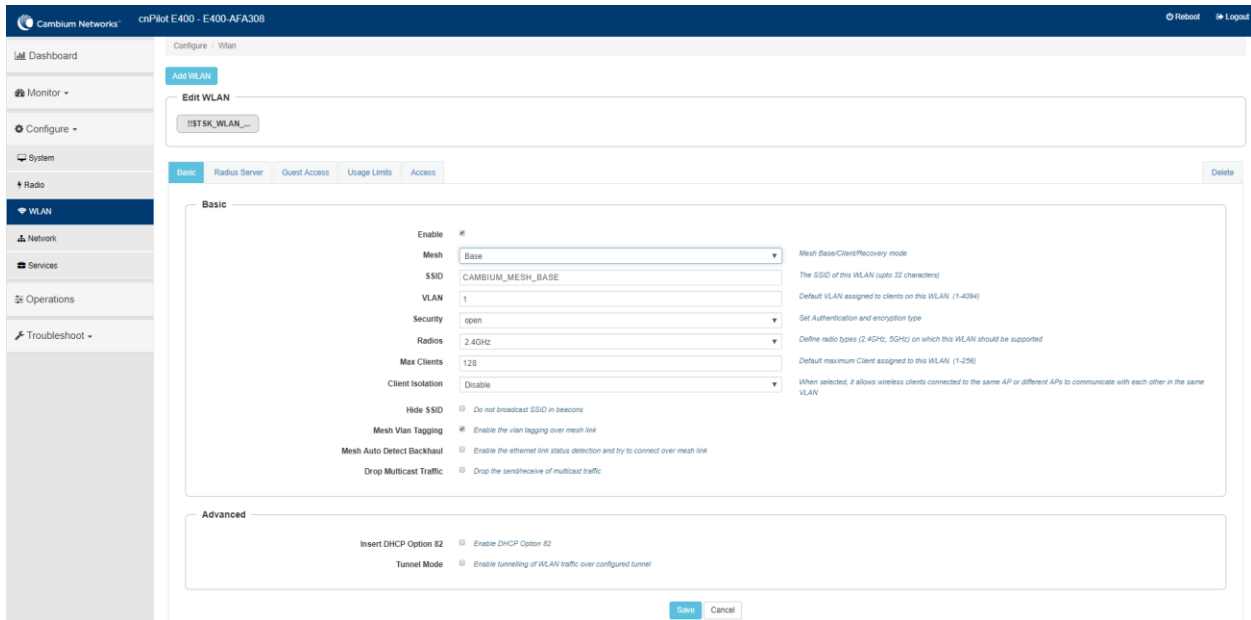 Cambium Networks™ cnPilot E400 - E400-AFA308 Reboot Logout
Dashboard
Monitor
Configure
System
Radio
WLAN
Network
Services
Operations
Troubleshoot
Configure / Wlan
Add WLAN
Edit WLAN
!!$TSK_WLAN_...
Basic Radius Server Guest Access Usage Limits Access Delete
Basic
Enable
Mesh Base Mesh Base/Client/Recovery mode
SSID CAMBIUM_MESH_BASE The SSID of this WLAN (upto 32 characters)
VLAN 1 Default VLAN assigned to clients on this WLAN. (1-4094)
Security open Set Authentication and encryption type
Radios 2.4GHz Define radio types (2.4GHz, 5GHz) on which this WLAN should be supported
Max Clients 128 Default maximum Client assigned to this WLAN. (1-256)
Client Isolation Disable When selected, it allows wireless clients connected to the same AP or different APs to communicate with each other in the same
VLAN
Hide SSID Do not broadcast SSID in beacons
Mesh Vlan Tagging Enable the vlan tagging over mesh link
Mesh Auto Detect Backhaul Enable the ethernet link status detection and try to connect over mesh link
Drop Multicast Traffic Drop the send/receive of multicast traffic
Advanced
Insert DHCP Option 82 Enable DHCP Option 82
Tunnel Mode Enable tunnelling of WLAN traffic over configured tunnel
Save Cancel